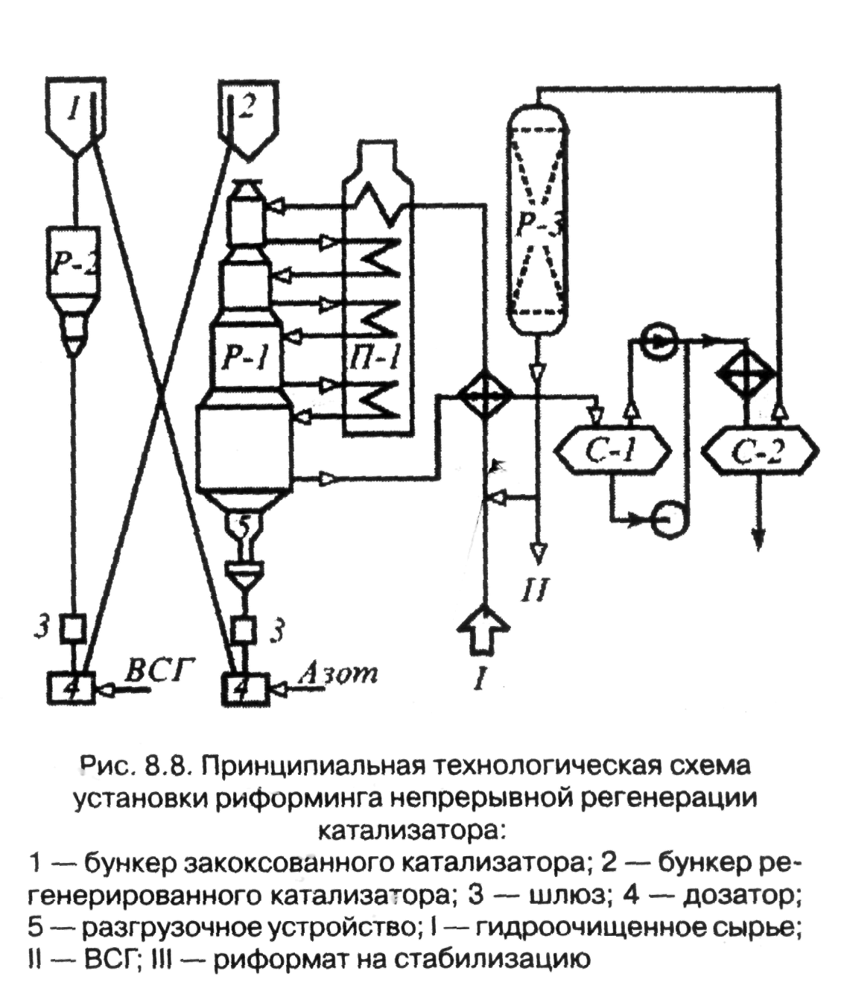 1
2
Р-2
Р-3
Р-1
П-1
С-1
С-2
5
II
3
3
ВСГ
Азот
4
4
I
Рис. 8.8. Принципиальная технологическая схема
установки риформинга непрерывной регенерации
катализатора:
1 — бункер закоксованного катализатора; 2 — бункер ре-
генерированного катализатора; 3 — шлюз; 4 — дозатор;
5 — разгрузочное устройство; I — гидроочищенное сырье;
II — ВСГ; III — риформат на стабилизацию